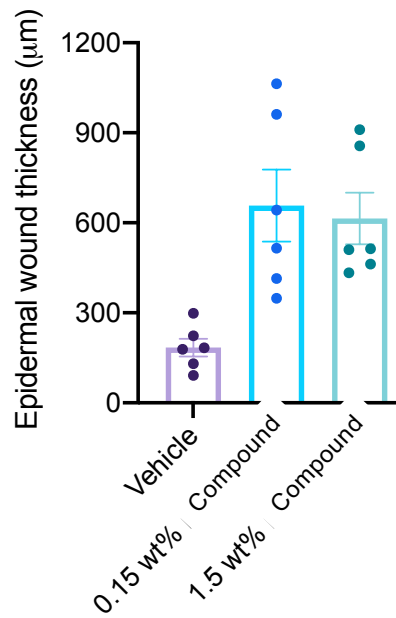 Epidermal wound thickness (μm)
1200
900
600
300
0
Vehicle
0.15 wt% Compound
1.5 wt% Compound